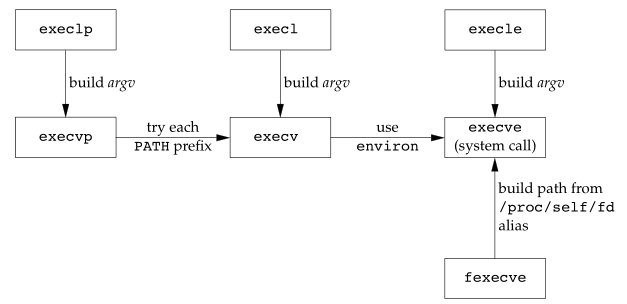 execlp
execl
execle
build argv
build argv
build argv
execvp
try each
PATH prefix
execv
use
environ
execve
(system call)
build path from
/proc/self/fd
alias
fexecve